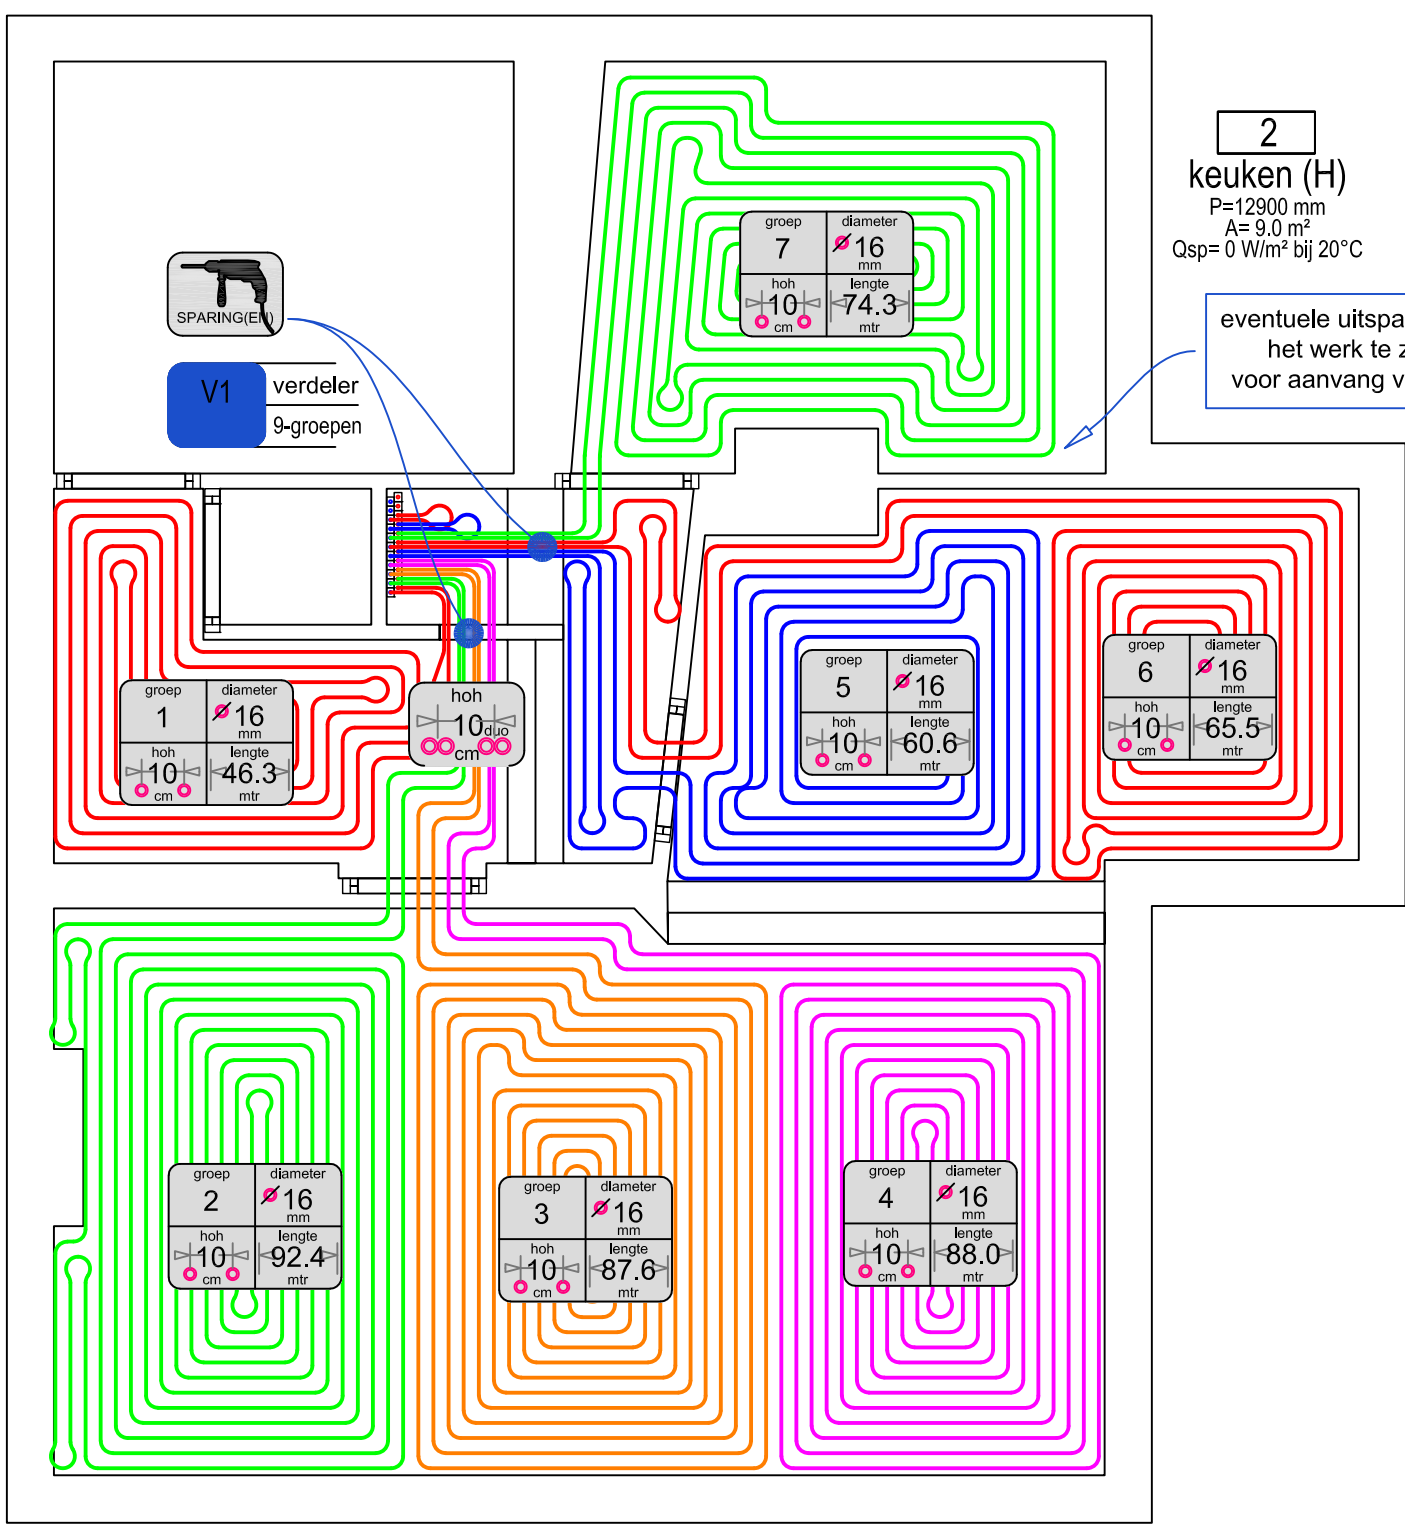 2
keuken (H)
P=12900 mm
A= 9.0 m²
Qsp= 0 W/m² bij 20°C
eventuele uitspa
het werk te z
voor aanvang v
groep
7
diameter
16
mm
hoh
10
cm
lengte
74.3
mtr
SPARING(EN)
V1
verdeler
9-groepen
groep
1
diameter
16
mm
hoh
10
cm
lengte
46.3
mtr
hoh
10 duo
cm
groep
5
diameter
16
mm
hoh
10
cm
lengte
60.6
mtr
groep
6
diameter
16
mm
hoh
10
cm
lengte
65.5
mtr
groep
2
diameter
16
mm
hoh
10
cm
lengte
92.4
mtr
groep
3
diameter
16
mm
hoh
10
cm
lengte
87.6
mtr
groep
4
diameter
16
mm
hoh
10
cm
lengte
88.0
mtr